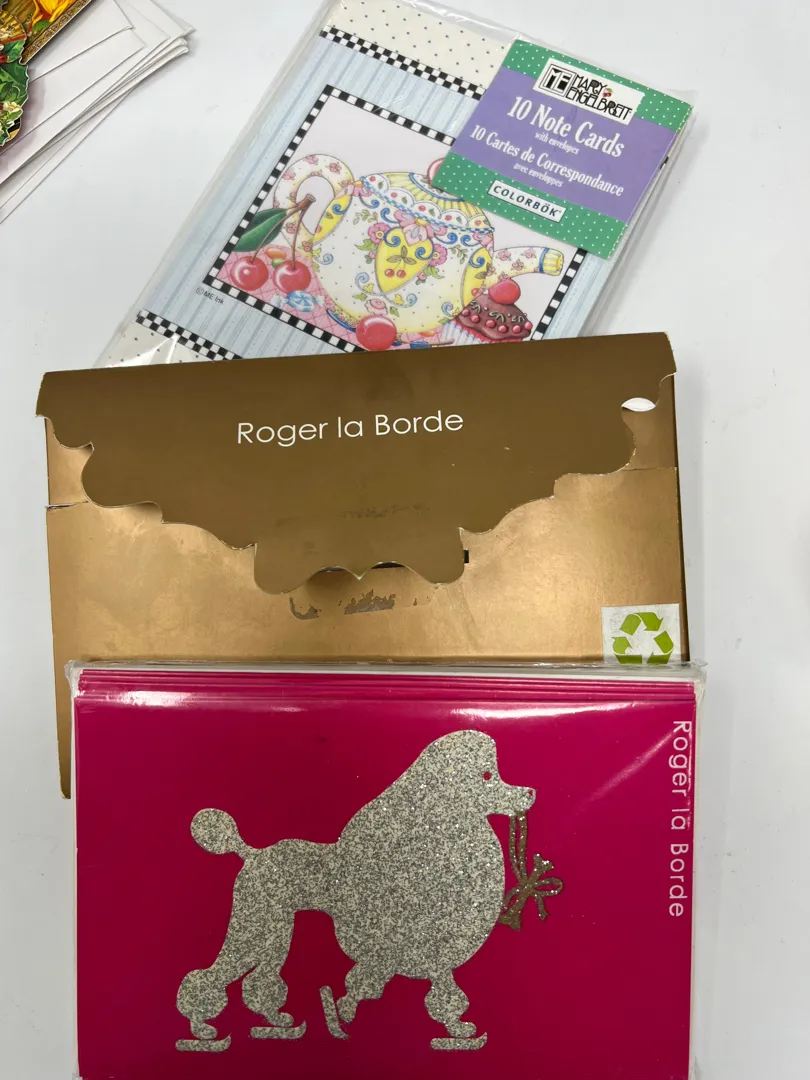 ME MARY ENGELBREIT
10 Note Cards
with envelopes
10 Cartes de Correspondance
avec enveloppes
COLORBÖK
©ME Ink
Roger la Borde
Roger la Borde